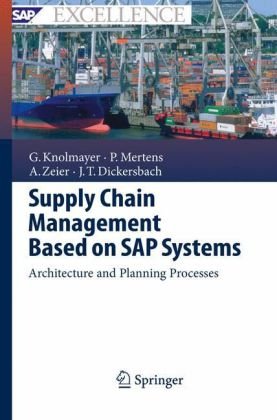 SAP EXCELLENCE
G. Knolmayer · P. Mertens
A. Zeier · J. T. Dickersbach
Supply Chain
Management
Based on SAP Systems
Architecture and Planning Processes
Springer